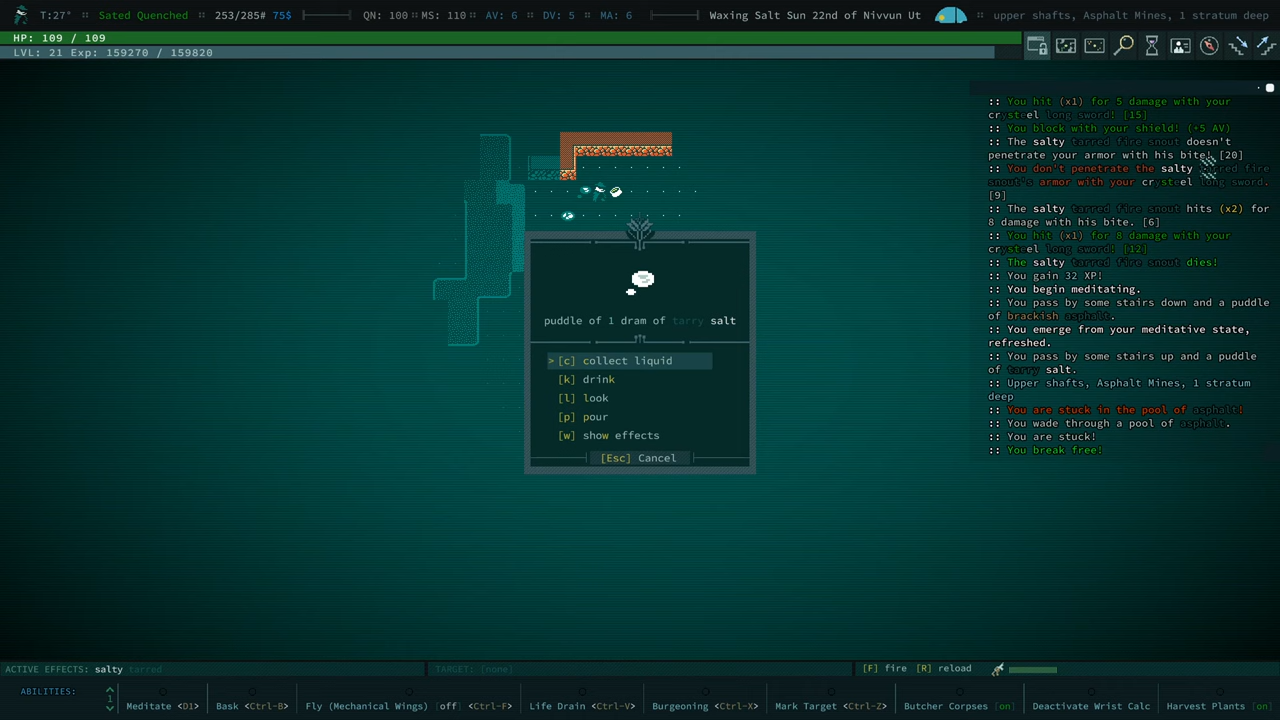 T:27° :: Sated Quenched :: 253/285# 75$ QN: 100 :: MS: 110 :: AV: 6 :: DV: 5 :: MA: 6 Waxing Salt Sun 22nd of Nivvun Ut :: upper shafts, Asphalt Mines, 1 stratum deep
HP: 109 / 109
LVL: 21 Exp: 159270 / 159820
:: You hit (x1) for 5 damage with your
crysteel long sword! [15]
:: You block with your shield! (+5 AV)
:: The salty tarred fire snout doesn't
penetrate your armor with his bite! [20]
:: You don't penetrate the salty tarred fire
snout's armor with your crysteel long sword.
[9]
:: The salty tarred fire snout hits (x2) for
8 damage with his bite. [6]
:: You hit (x1) for 8 damage with your
crysteel long sword! [12]
:: The salty tarred fire snout dies!
:: You gain 32 XP!
:: You begin meditating.
:: You pass by some stairs down and a puddle
of brackish asphalt.
:: You emerge from your meditative state,
refreshed.
:: You pass by some stairs up and a puddle
of tarry salt.
:: Upper shafts, Asphalt Mines, 1 stratum
deep
:: You are stuck in the pool of asphalt!
:: You wade through a pool of asphalt.
:: You are stuck!
:: You break free!
puddle of 1 dram of tarry salt
> [c] collect liquid
[k] drink
[l] look
[p] pour
[w] show effects
[Esc] Cancel
ACTIVE EFFECTS: salty tarred
TARGET: [none]
[F] fire [R] reload
ABILITIES: 1 Meditate <D1> Bask <Ctrl-B> Fly (Mechanical Wings) [off] <Ctrl-F> Life Drain <Ctrl-V> Burgeoning <Ctrl-X> Mark Target <Ctrl-Z> Butcher Corpses [on] Deactivate Wrist Calc Harvest Plants [on]